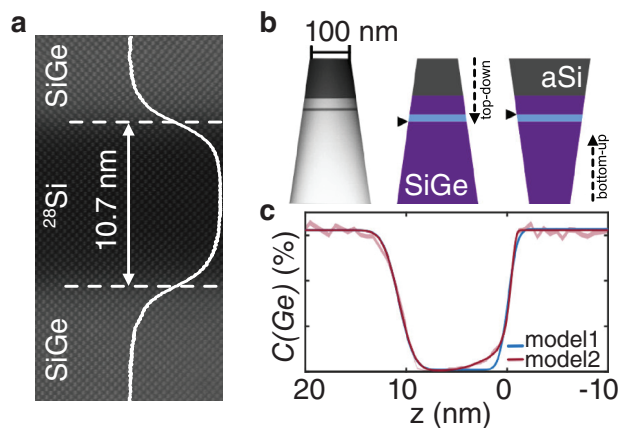 a
SiGe
²⁸Si
SiGe
10.7 nm
b
100 nm
top-down
SiGe
aSi
bottom-up
c
C(Ge) (%)
model1
model2
20
10
0
-10
z (nm)